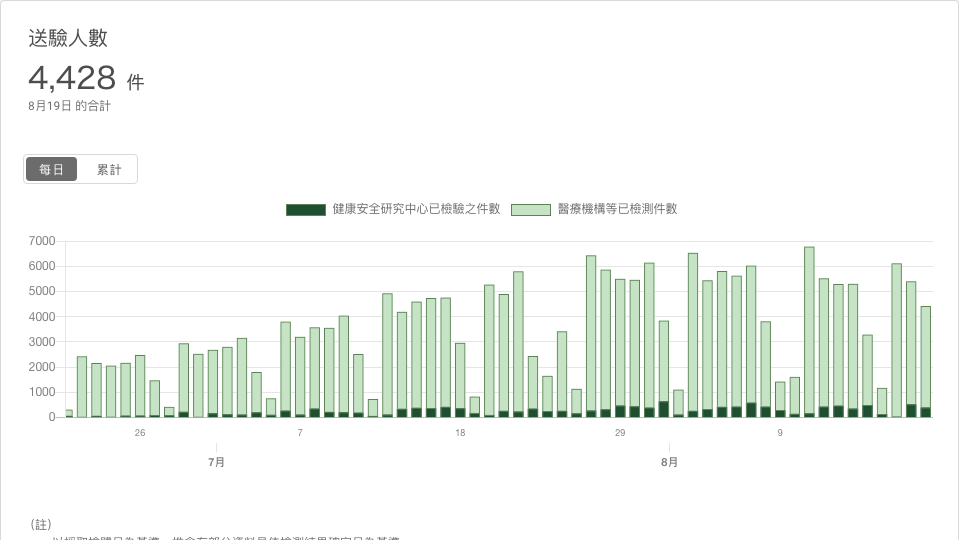 送驗人數
4,428 件
8月19日 的合計
每日 累計
健康安全研究中心已檢驗之件數 醫療機構等已檢測件數
7000
6000
5000
4000
3000
2000
1000
0
26 7 18 29 9
7月 8月
(註)